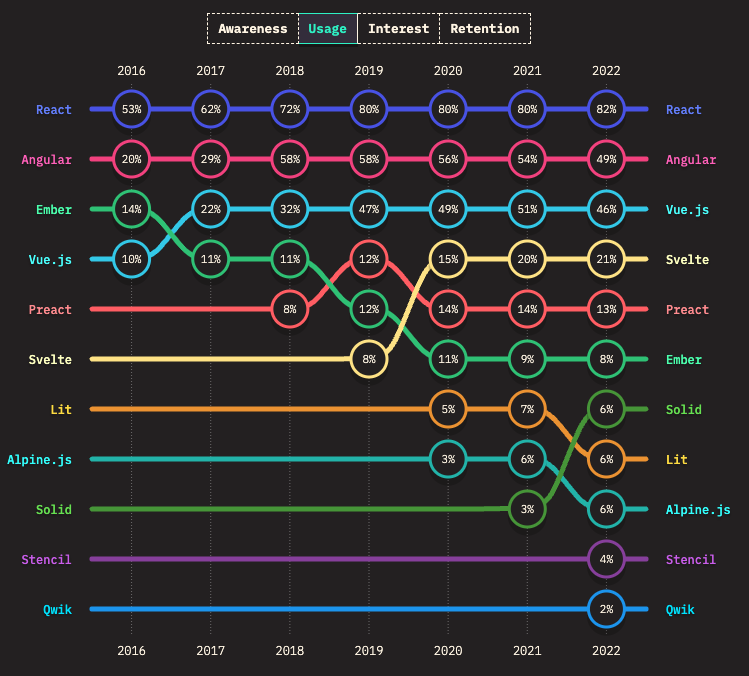 Awareness Usage Interest Retention
2016 2017 2018 2019 2020 2021 2022
React 53% 62% 72% 80% 80% 80% 82% React
Angular 20% 29% 58% 58% 56% 54% 49% Angular
Ember 14% 22% 32% 47% 49% 51% 46% Vue.js
Vue.js 10% 11% 11% 12% 15% 20% 21% Svelte
Preact 8% 12% 14% 14% 13% Preact
Svelte 8% 11% 9% 8% Ember
Lit 5% 7% 6% Solid
Alpine.js 3% 6% 6% Lit
Solid 3% 6% Alpine.js
Stencil 4% Stencil
Qwik 2% Qwik
2016 2017 2018 2019 2020 2021 2022